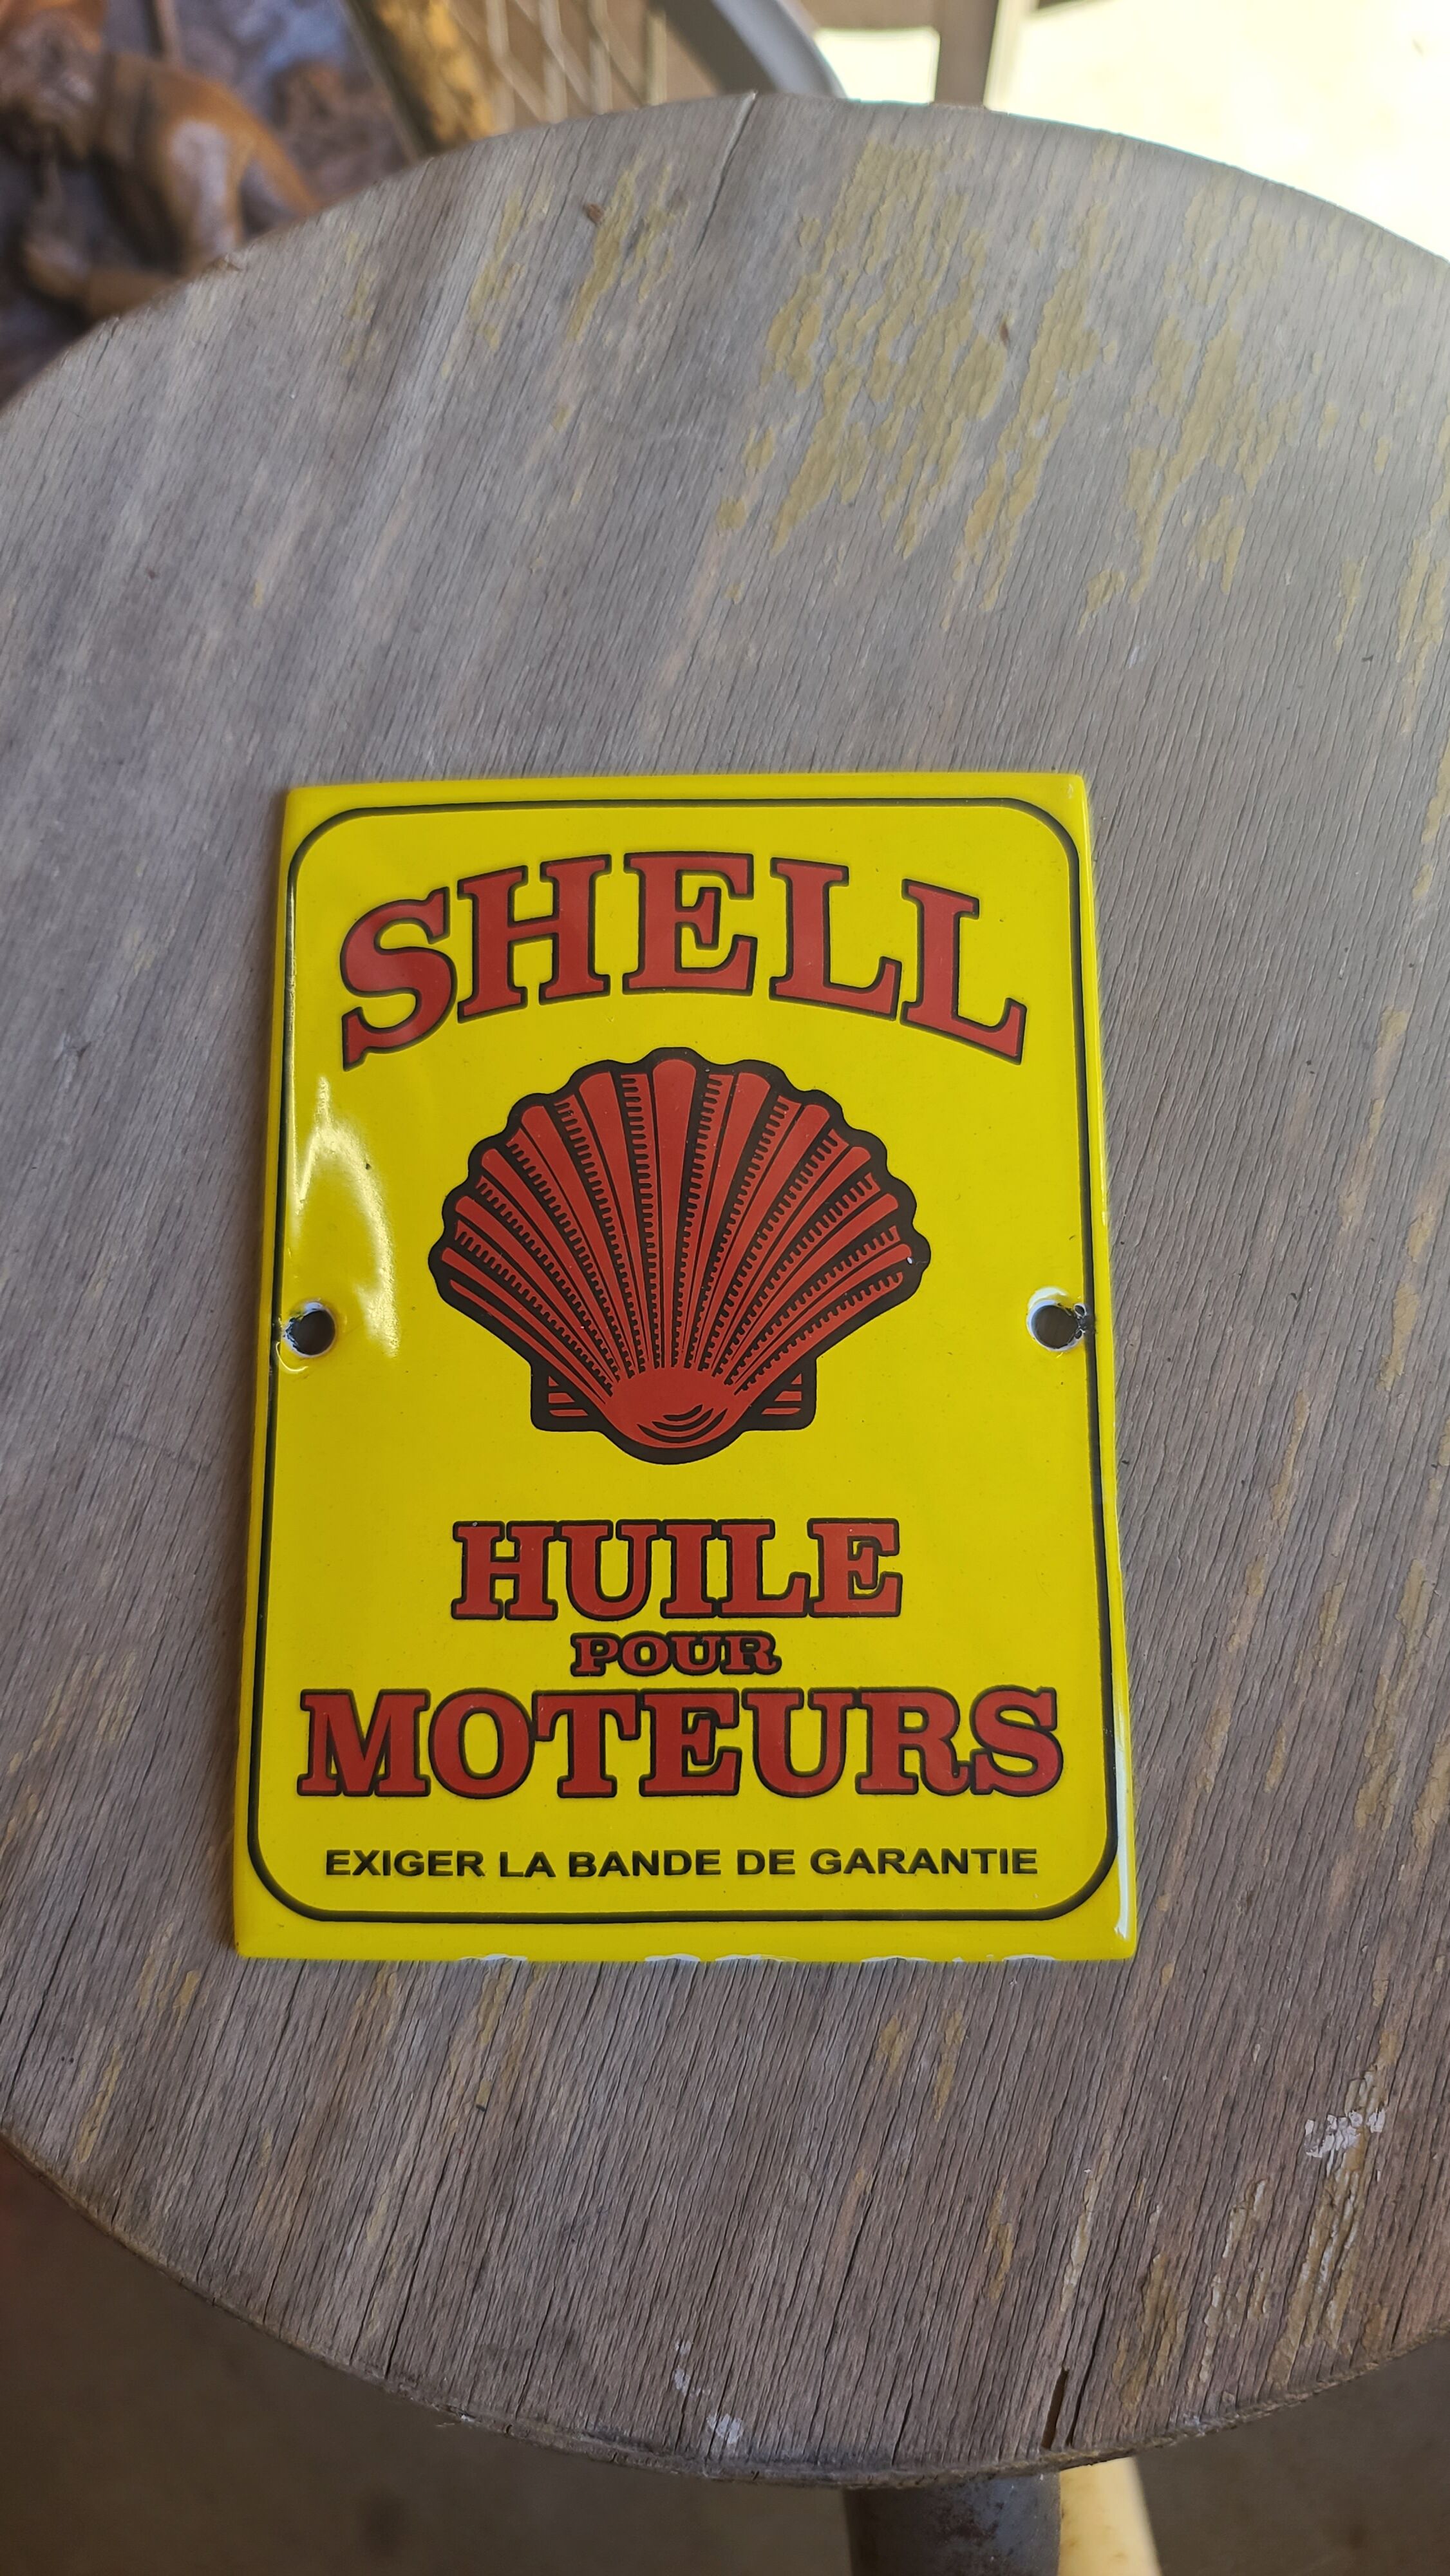 SHELL
HUILE
POUR
MOTEURS
EXIGER LA BANDE DE GARANTIE